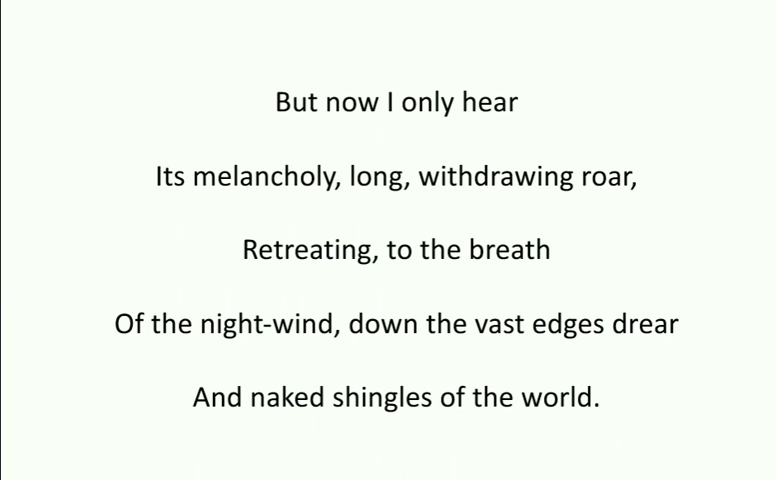 But now I only hear
Its melancholy, long, withdrawing roar,
Retreating, to the breath
Of the night-wind, down the vast edges drear
And naked shingles of the world.